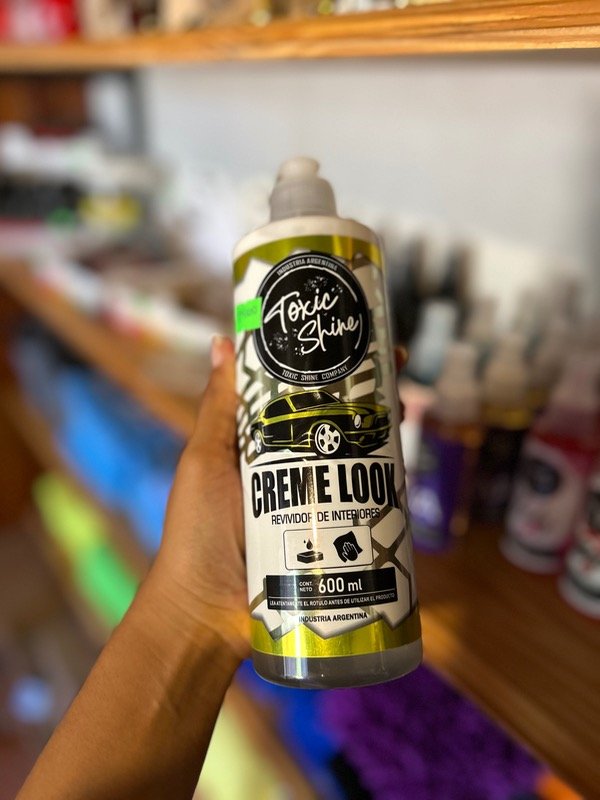 INDUSTRIA ARGENTINA
Toxic
Shine
TOXIC SHINE COMPANY
CREME LOOK
REVIVIDOR DE INTERIORES
CONT.
NETO 600 ml
LEA ATENTAMENTE EL ROTULO ANTES DE UTILIZAR EL PRODUCTO
INDUSTRIA ARGENTINA